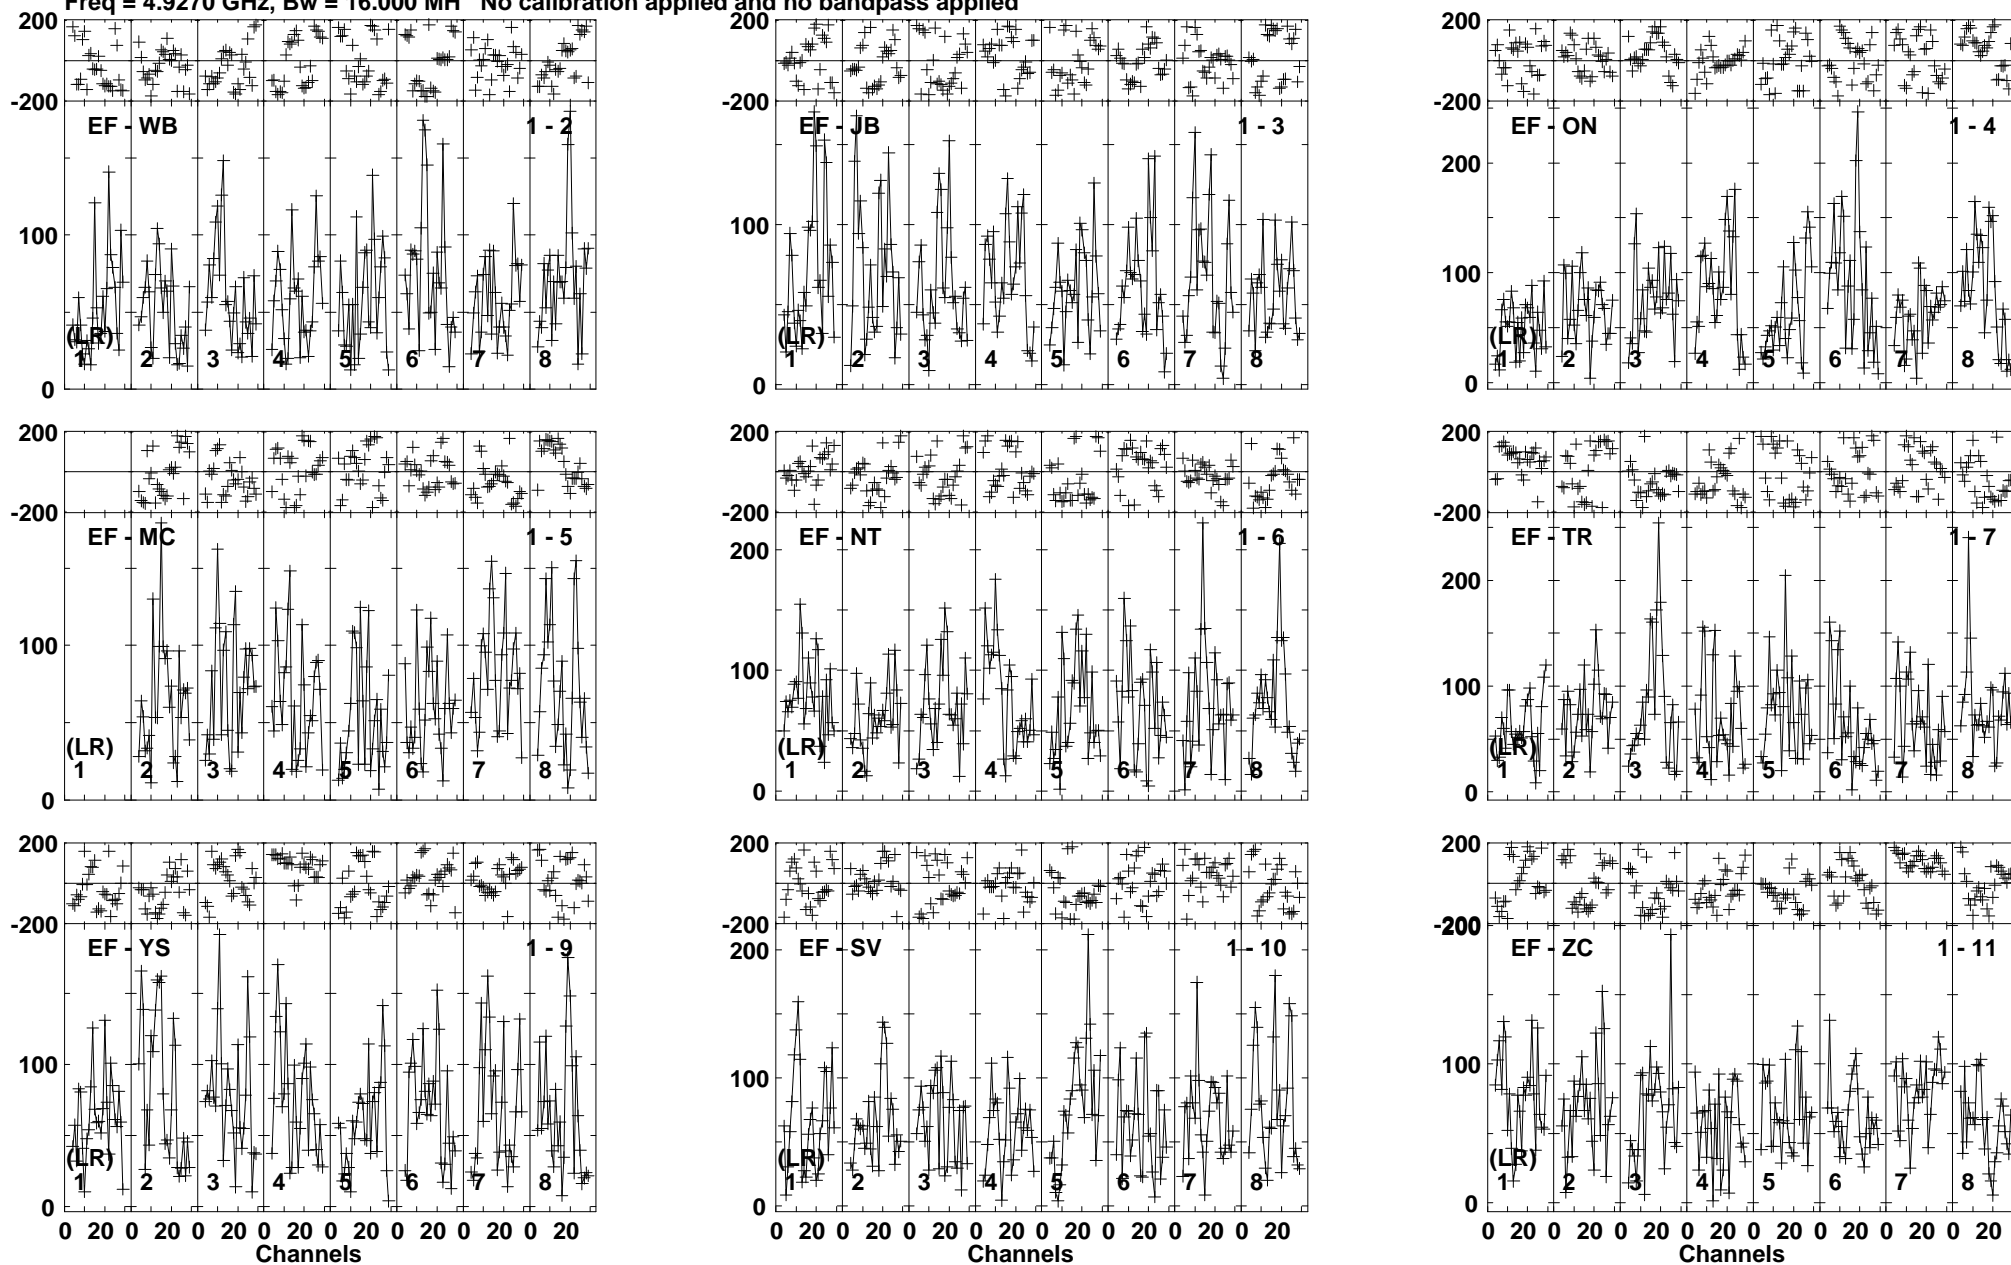 Freq = 4.9270 GHz, Bw = 16.000 MH No calibration applied and no bandpass applied
200 200 200
-200 -200 -200
EF - WB 1 - 2 EF - JB 1 - 3 EF - ON 1 - 4
200
100 100 100
(LR) (LR) (LR)
1 2 3 4 5 6 7 8 1 2 3 4 5 6 7 8 1 2 3 4 5 6 7 8
0 0 0
200 200 200
-200 -200 -200
EF - MC 1 - 5 EF - NT 1 - 6 EF - TR 1 - 7
200 200
100 100 100
(LR) (LR) (LR)
1 2 3 4 5 6 7 8 1 2 3 4 5 6 7 8 1 2 3 4 5 6 7 8
0 0 0
200 200 200
-200 -200 -200 200
EF - YS 1 - 9 EF - SV 1 - 10 EF - ZC 1 - 11
200
100 100 100
(LR) (LR) (LR)
1 2 3 4 5 6 7 8 1 2 3 4 5 6 7 8 1 2 3 4 5 6 7 8
0 0 0
0 20 0 20 0 20 0 20 0 20 0 20 0 20 0 20 0 20 0 20 0 20 0 20 0 20 0 20 0 20 0 20 0 20 0 20 0 20 0 20 0 20 0 20 0 20 0 20
Channels Channels Channels